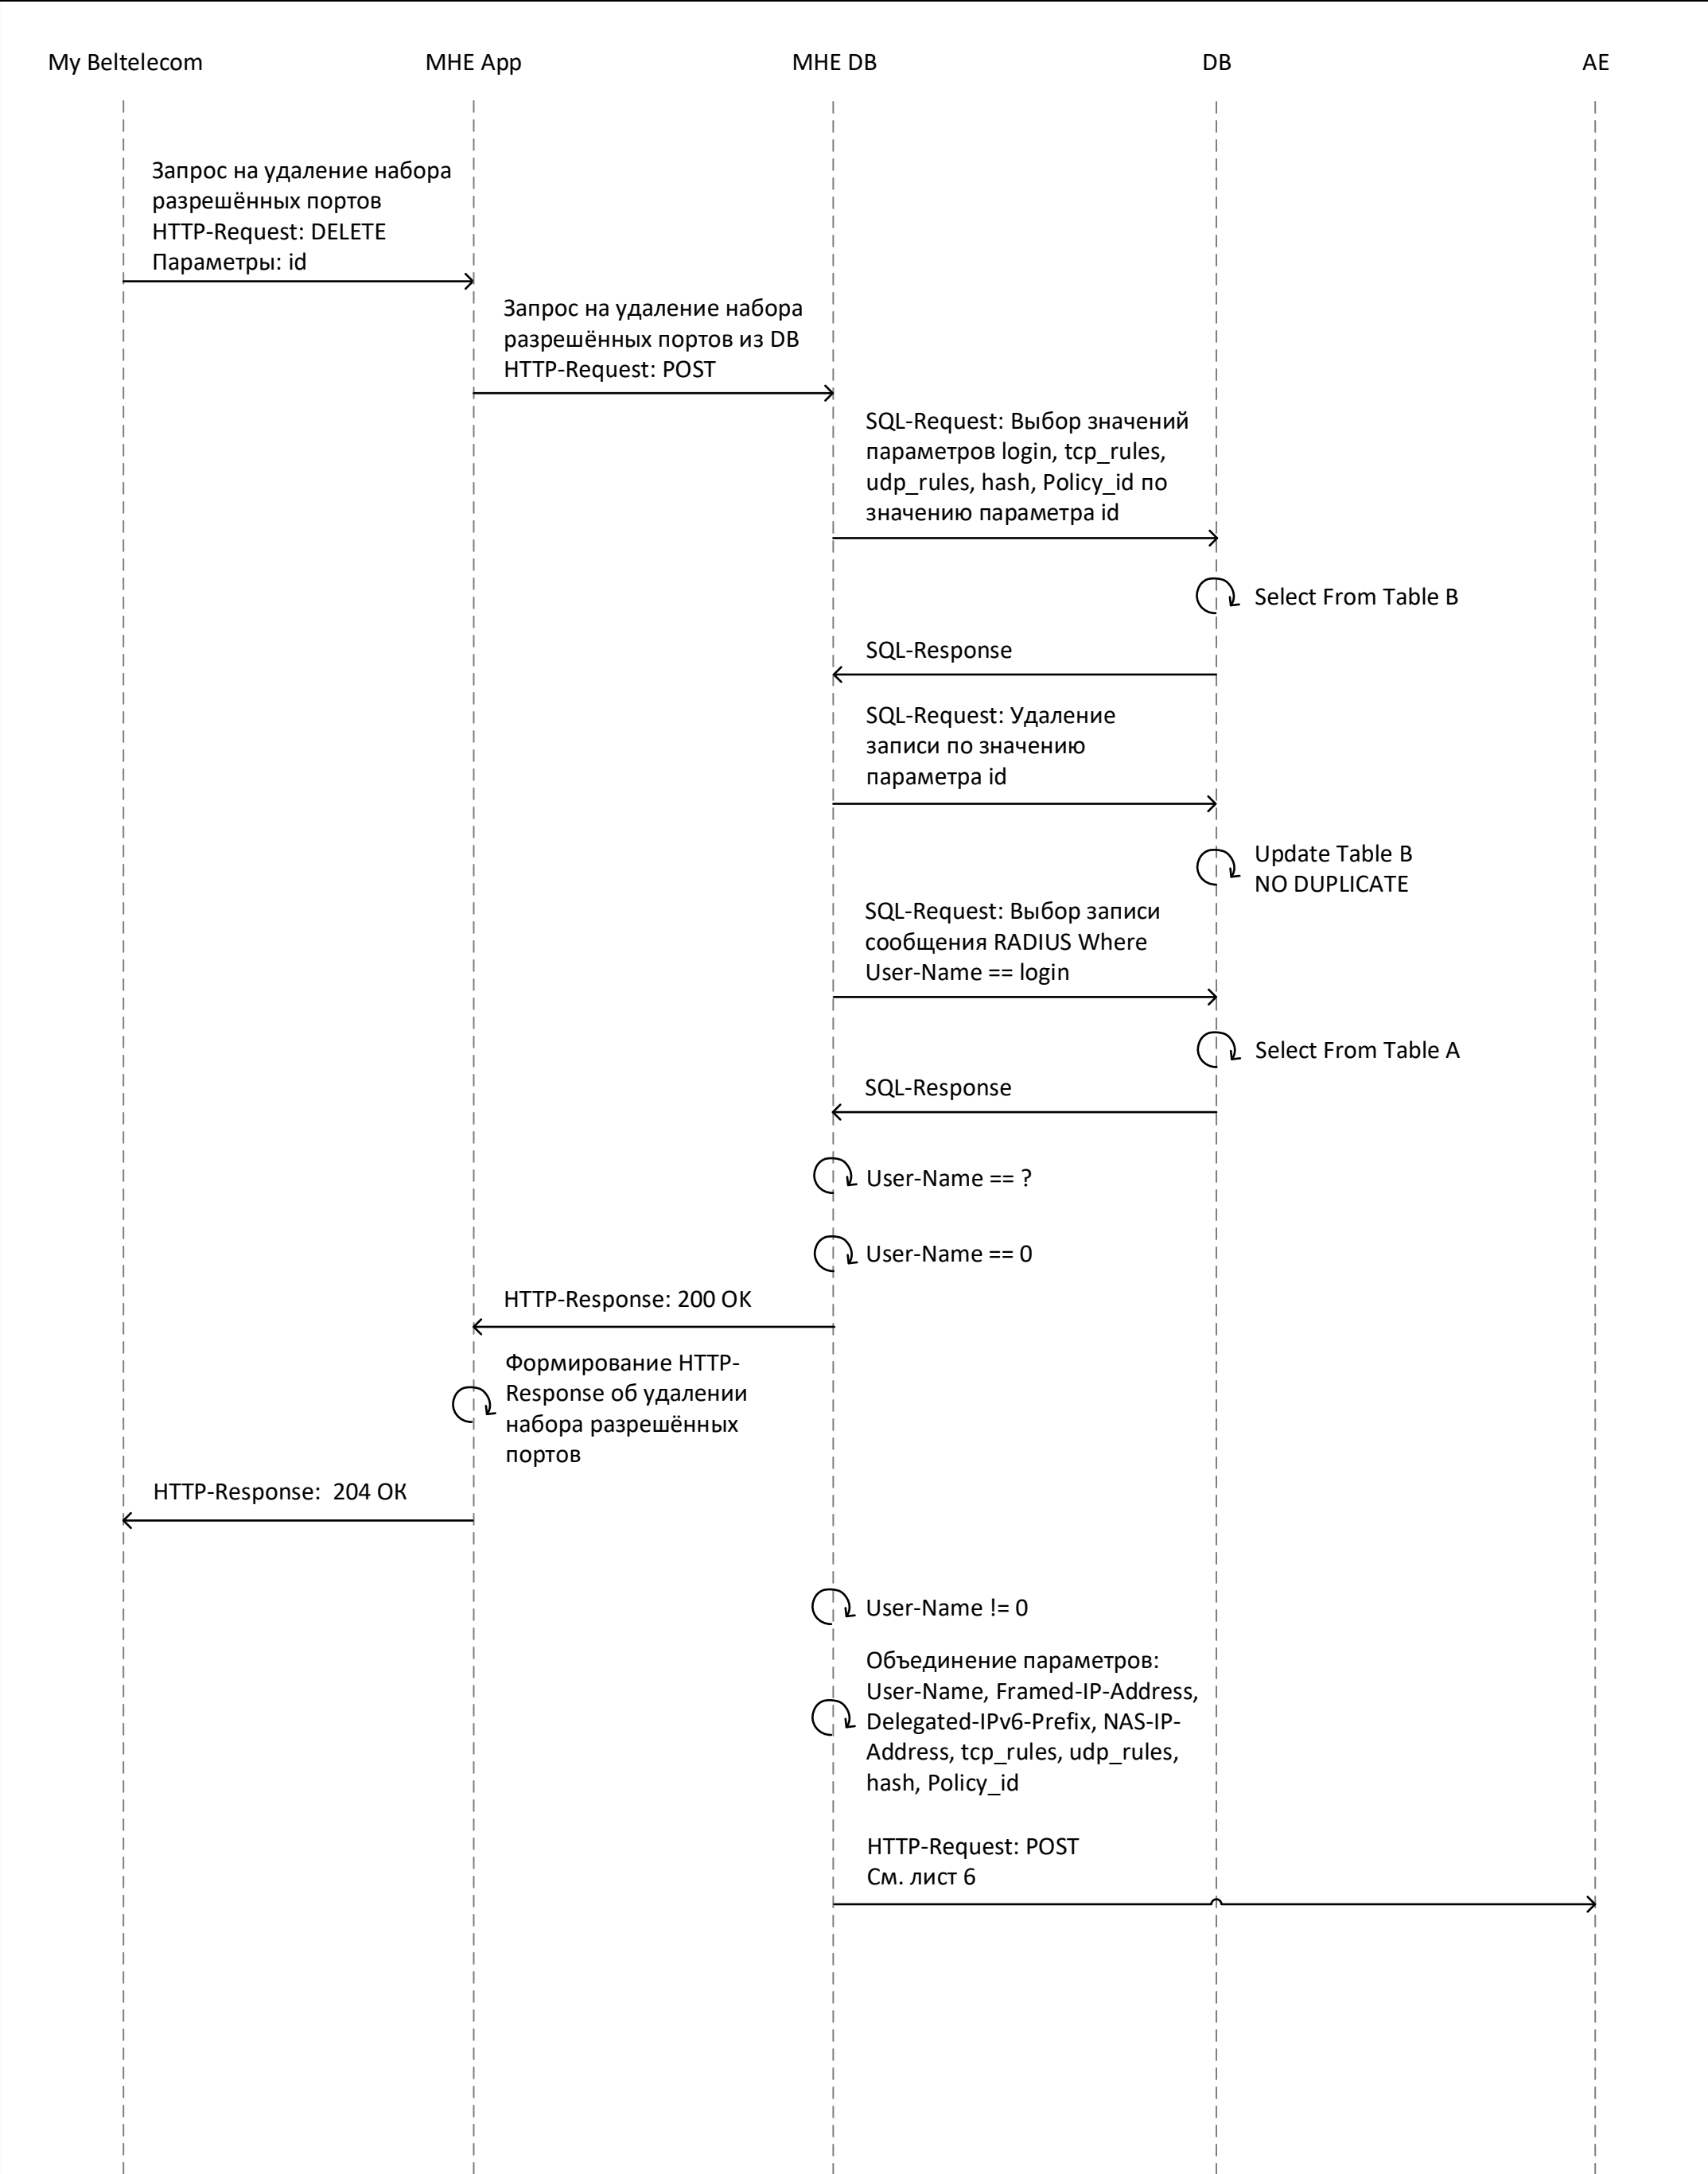 My Beltelecom
MHE App
MHE DB
DB
AE
Запрос на удаление набора
разрешённых портов
HTTP-Request: DELETE
Параметры: id
Запрос на удаление набора
разрешённых портов из DB
HTTP-Request: POST
SQL-Request: Выбор значений
параметров login, tcp_rules,
udp_rules, hash, Policy_id по
значению параметра id
Select From Table B
SQL-Response
SQL-Request: Удаление
записи по значению
параметра id
Update Table B
NO DUPLICATE
SQL-Request: Выбор записи
сообщения RADIUS Where
User-Name == login
Select From Table A
SQL-Response
User-Name == ?
User-Name == 0
HTTP-Response: 200 OK
Формирование HTTP-
Response об удалении
набора разрешённых
портов
HTTP-Response:  204 ОК
User-Name != 0
Объединение параметров:
User-Name, Framed-IP-Address,
Delegated-IPv6-Prefix, NAS-IP-
Address, tcp_rules, udp_rules,
hash, Policy_id
HTTP-Request: POST
См. лист 6